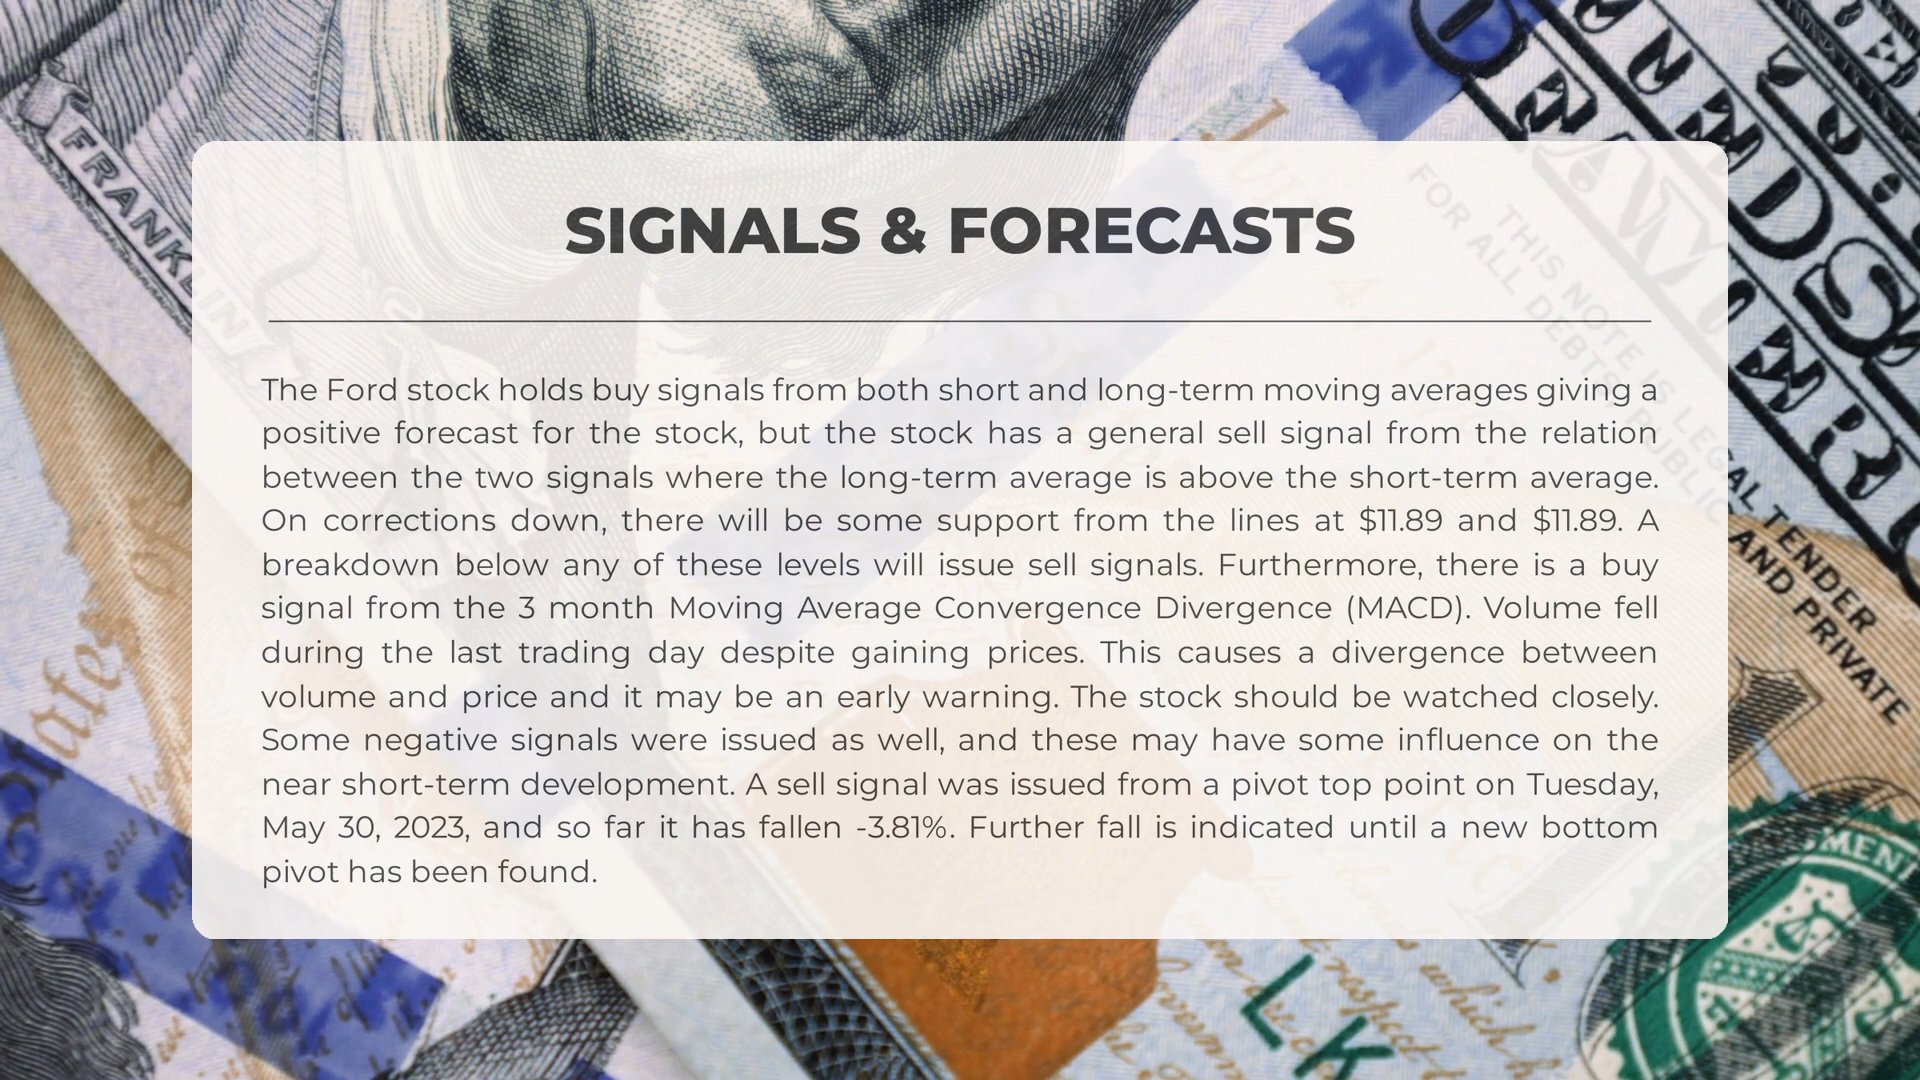 FRANKLIN
THIS NOTE IS LEGAL TENDER
FOR ALL DEBTS PUBLIC AND PRIVATE
SIGNALS & FORECASTS
The Ford stock holds buy signals from both short and long-term moving averages giving a
positive forecast for the stock, but the stock has a general sell signal from the relation
between the two signals where the long-term average is above the short-term average.
On corrections down, there will be some support from the lines at $11.89 and $11.89. A
breakdown below any of these levels will issue sell signals. Furthermore, there is a buy
signal from the 3 month Moving Average Convergence Divergence (MACD). Volume fell
during the last trading day despite gaining prices. This causes a divergence between
volume and price and it may be an early warning. The stock should be watched closely.
Some negative signals were issued as well, and these may have some influence on the
near short-term development. A sell signal was issued from a pivot top point on Tuesday,
May 30, 2023, and so far it has fallen -3.81%. Further fall is indicated until a new bottom
pivot has been found.
LK